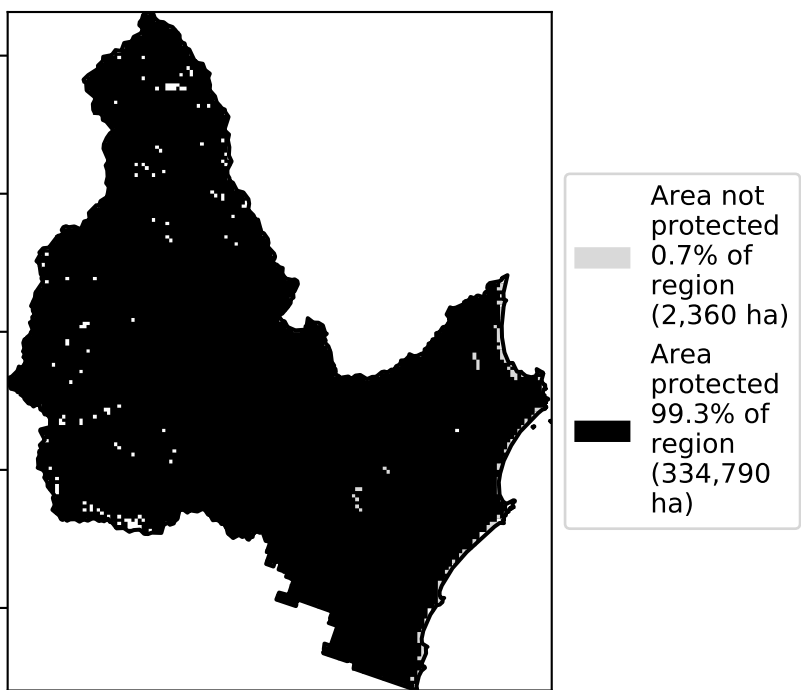 Area not
protected
0.7% of
region
(2,360 ha)
Area
protected
99.3% of
region
(334,790
ha)